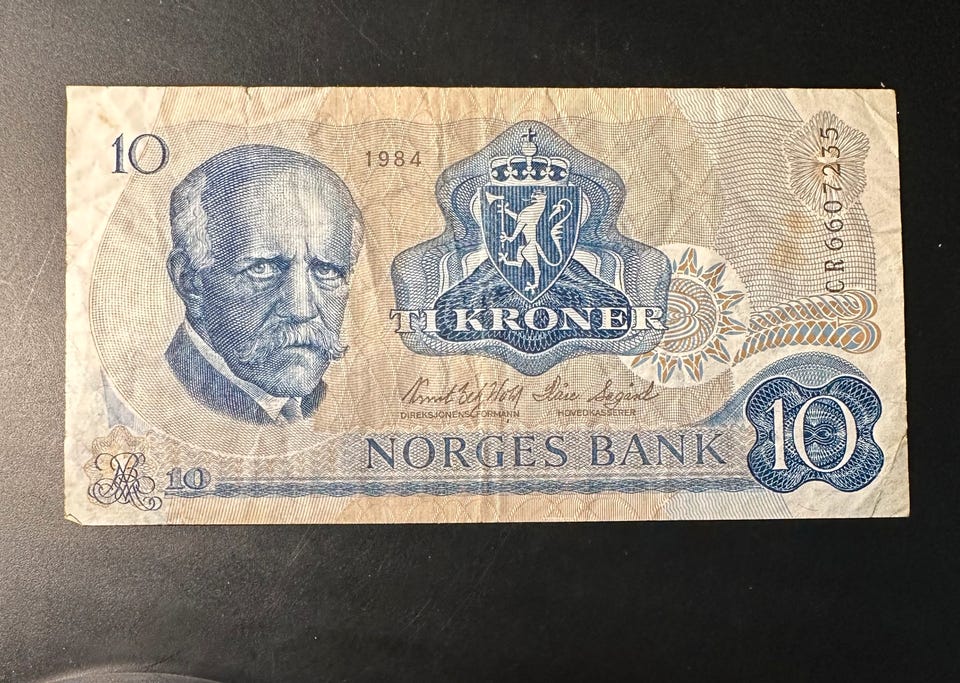 10
1984
CR6607235
TI KRONER
DIREKSJONENS FORMANN
HOVEDKASSERER
NORGES BANK
10
10